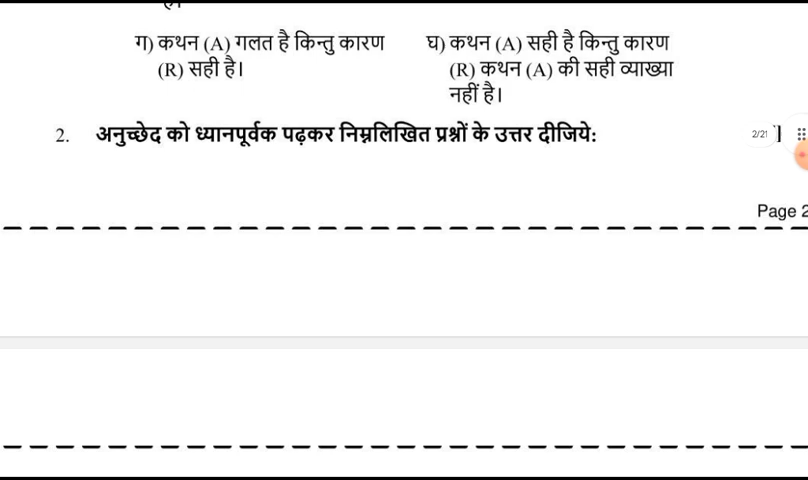 ग) कथन (A) गलत है किन्तु कारण
(R) सही है।
घ) कथन (A) सही है किन्तु कारण
(R) कथन (A) की सही व्याख्या
नहीं है।
2. अनुच्छेद को ध्यानपूर्वक पढ़कर निम्नलिखित प्रश्नों के उत्तर दीजिये:
2/21 ]
Page 2